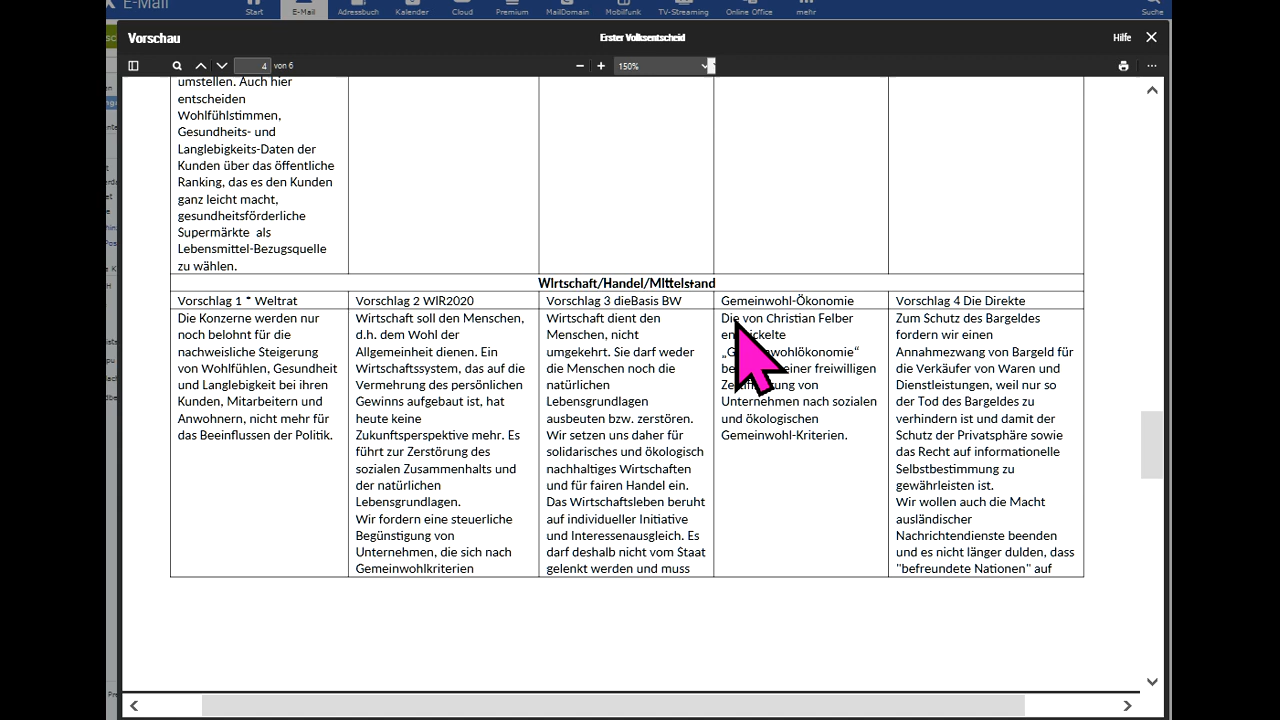 E-Mail
Start E-Mail Adressbuch Kalender Cloud Premium MailDomain Mobilfunk TV-Streaming Online Office mehr Suche
Vorschau Erster Volksentscheid Hilfe
4 von 6 150%
umstellen. Auch hier
entscheiden
Wohlfühlstimmen,
Gesundheits- und
Langlebigkeits-Daten der
Kunden über das öffentliche
Ranking, das es den Kunden
ganz leicht macht,
gesundheitsförderliche
Supermärkte als
Lebensmittel-Bezugsquelle
zu wählen.
Wirtschaft/Handel/Mittelstand
Vorschlag 1 * Weltrat
Die Konzerne werden nur
noch belohnt für die
nachweisliche Steigerung
von Wohlfühlen, Gesundheit
und Langlebigkeit bei ihren
Kunden, Mitarbeitern und
Anwohnern, nicht mehr für
das Beeinflussen der Politik.
Vorschlag 2 WIR2020
Wirtschaft soll den Menschen,
d.h. dem Wohl der
Allgemeinheit dienen. Ein
Wirtschaftssystem, das auf die
Vermehrung des persönlichen
Gewinns aufgebaut ist, hat
heute keine
Zukunftsperspektive mehr. Es
führt zur Zerstörung des
sozialen Zusammenhalts und
der natürlichen
Lebensgrundlagen.
Wir fordern eine steuerliche
Begünstigung von
Unternehmen, die sich nach
Gemeinwohlkriterien
Vorschlag 3 dieBasis BW
Wirtschaft dient den
Menschen, nicht
umgekehrt. Sie darf weder
die Menschen noch die
natürlichen
Lebensgrundlagen
ausbeuten bzw. zerstören.
Wir setzen uns daher für
solidarisches und ökologisch
nachhaltiges Wirtschaften
und für fairen Handel ein.
Das Wirtschaftsleben beruht
auf individueller Initiative
und Interessenausgleich. Es
darf deshalb nicht vom Staat
gelenkt werden und muss
Gemeinwohl-Ökonomie
Die von Christian Felber
einer freiwilligen
von
Unternehmen nach sozialen
und ökologischen
Gemeinwohl-Kriterien.
Vorschlag 4 Die Direkte
Zum Schutz des Bargeldes
fordern wir einen
Annahmezwang von Bargeld für
die Verkäufer von Waren und
Dienstleistungen, weil nur so
der Tod des Bargeldes zu
verhindern ist und damit der
Schutz der Privatsphäre sowie
das Recht auf informationelle
Selbstbestimmung zu
gewährleisten ist.
Wir wollen auch die Macht
ausländischer
Nachrichtendienste beenden
und es nicht länger dulden, dass
"befreundete Nationen" auf